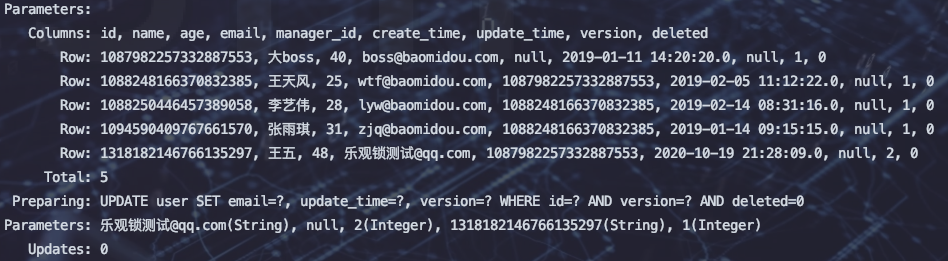 Parameters:
Columns: id, name, age, email, manager_id, create_time, update_time, version, deleted
Row: 1087982257332887553, 大boss, 40, boss@baomidou.com, null, 2019-01-11 14:20:20.0, null, 1, 0
Row: 1088248166370832385, 王天风, 25, wtf@baomidou.com, 1087982257332887553, 2019-02-05 11:12:22.0, null, 1, 0
Row: 1088250446457389058, 李艺伟, 28, lyw@baomidou.com, 1088248166370832385, 2019-02-14 08:31:16.0, null, 1, 0
Row: 1094590409767661570, 张雨琪, 31, zjq@baomidou.com, 1088248166370832385, 2019-01-14 09:15:15.0, null, 1, 0
Row: 1318182146766135297, 王五, 48, 乐观锁测试@qq.com, 1087982257332887553, 2020-10-19 21:28:09.0, null, 2, 0
Total: 5
Preparing: UPDATE user SET email=?, update_time=?, version=? WHERE id=? AND version=? AND deleted=0
Parameters: 乐观锁测试@qq.com(String), null, 2(Integer), 1318182146766135297(String), 1(Integer)
Updates: 0